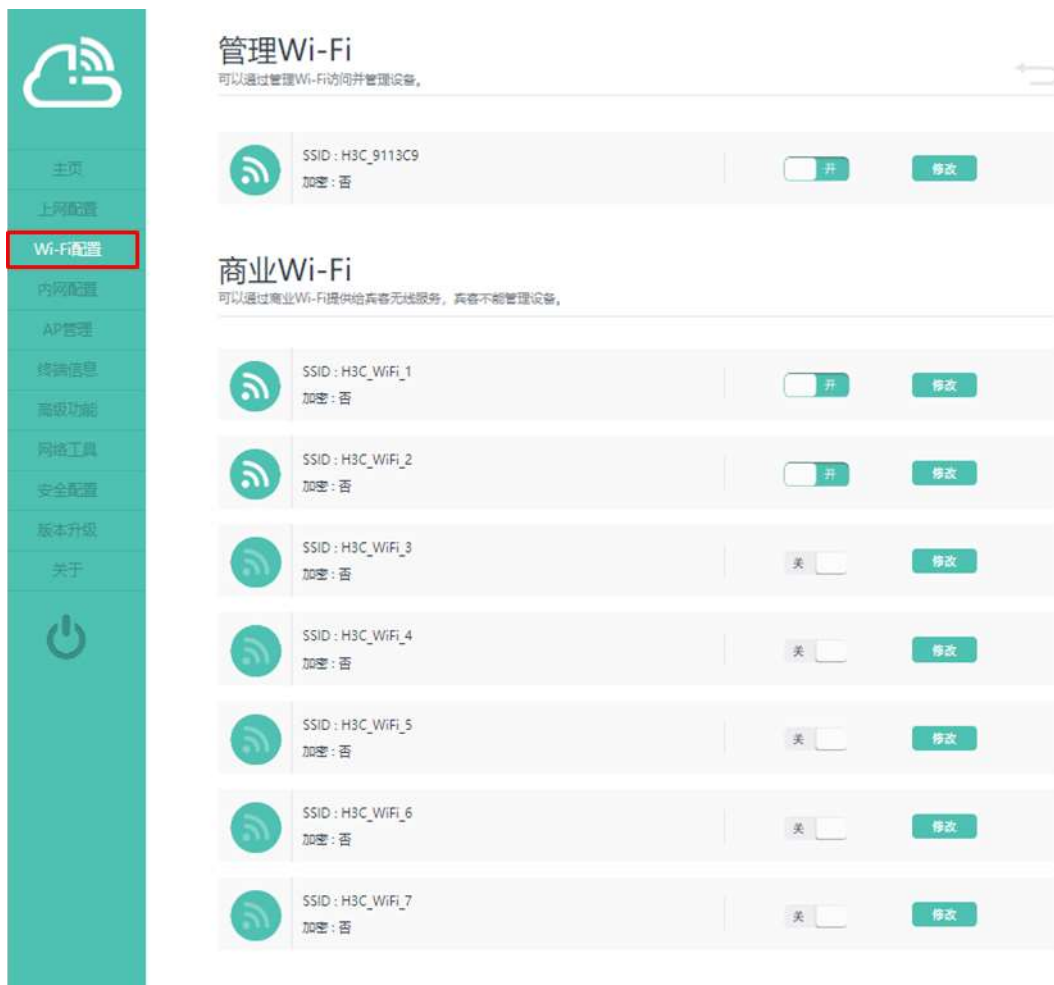 管理Wi-Fi
可以通过管理Wi-Fi访问并管理设备。
主页
上网配置
Wi-Fi配置
内网配置
AP管理
终端信息
高级功能
网络工具
安全配置
版本升级
关于
SSID : H3C_9113C9
加密 : 否
开
修改
商业Wi-Fi
可以通过商业Wi-Fi提供给宾客无线服务，宾客不能管理设备。
SSID : H3C_WiFi_1
加密 : 否
开
修改
SSID : H3C_WiFi_2
加密 : 否
开
修改
SSID : H3C_WiFi_3
加密 : 否
关
修改
SSID : H3C_WiFi_4
加密 : 否
关
修改
SSID : H3C_WiFi_5
加密 : 否
关
修改
SSID : H3C_WiFi_6
加密 : 否
关
修改
SSID : H3C_WiFi_7
加密 : 否
关
修改